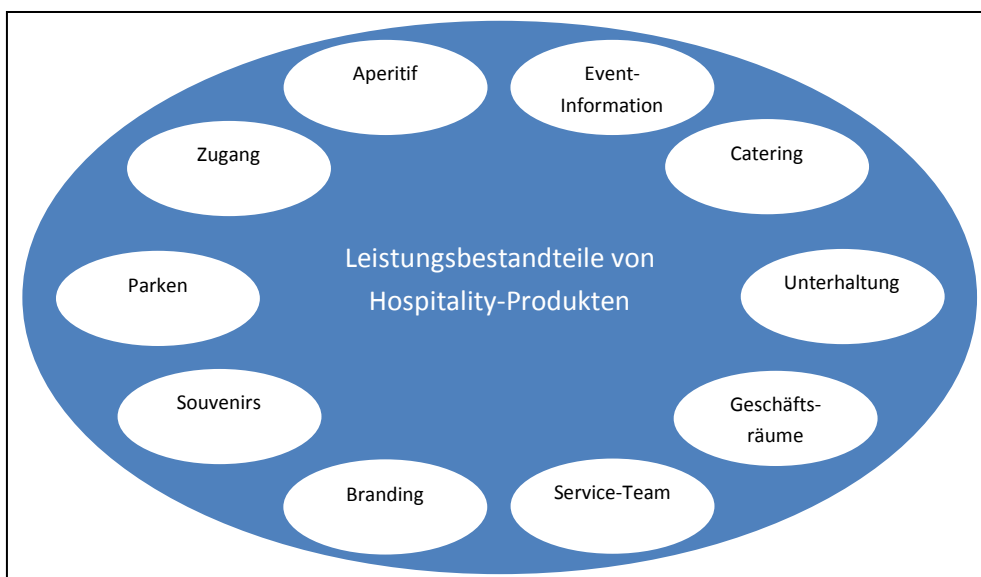 Aperitif
Event-
Information
Zugang
Catering
Leistungsbestandteile von
Hospitality-Produkten
Parken
Unterhaltung
Souvenirs
Geschäfts-
räume
Branding
Service-Team